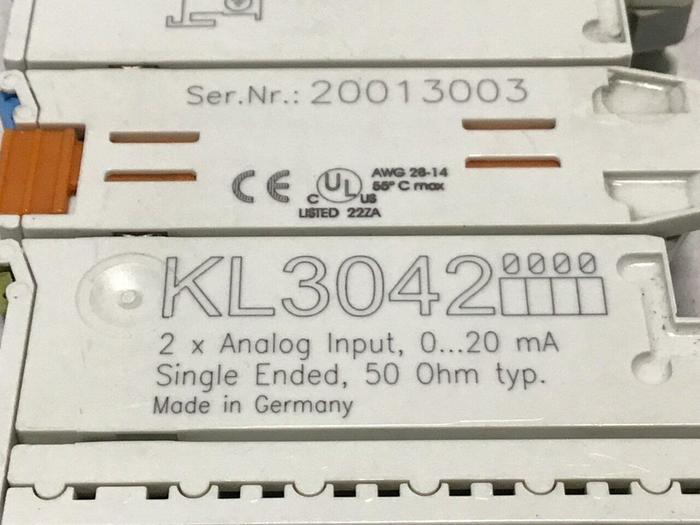 Ser.Nr.: 20013003
CE
C UL US
LISTED 22ZA
AWG 28-14
55° C max
KL3042 0000
2 x Analog Input, 0...20 mA
Single Ended, 50 Ohm typ.
Made in Germany